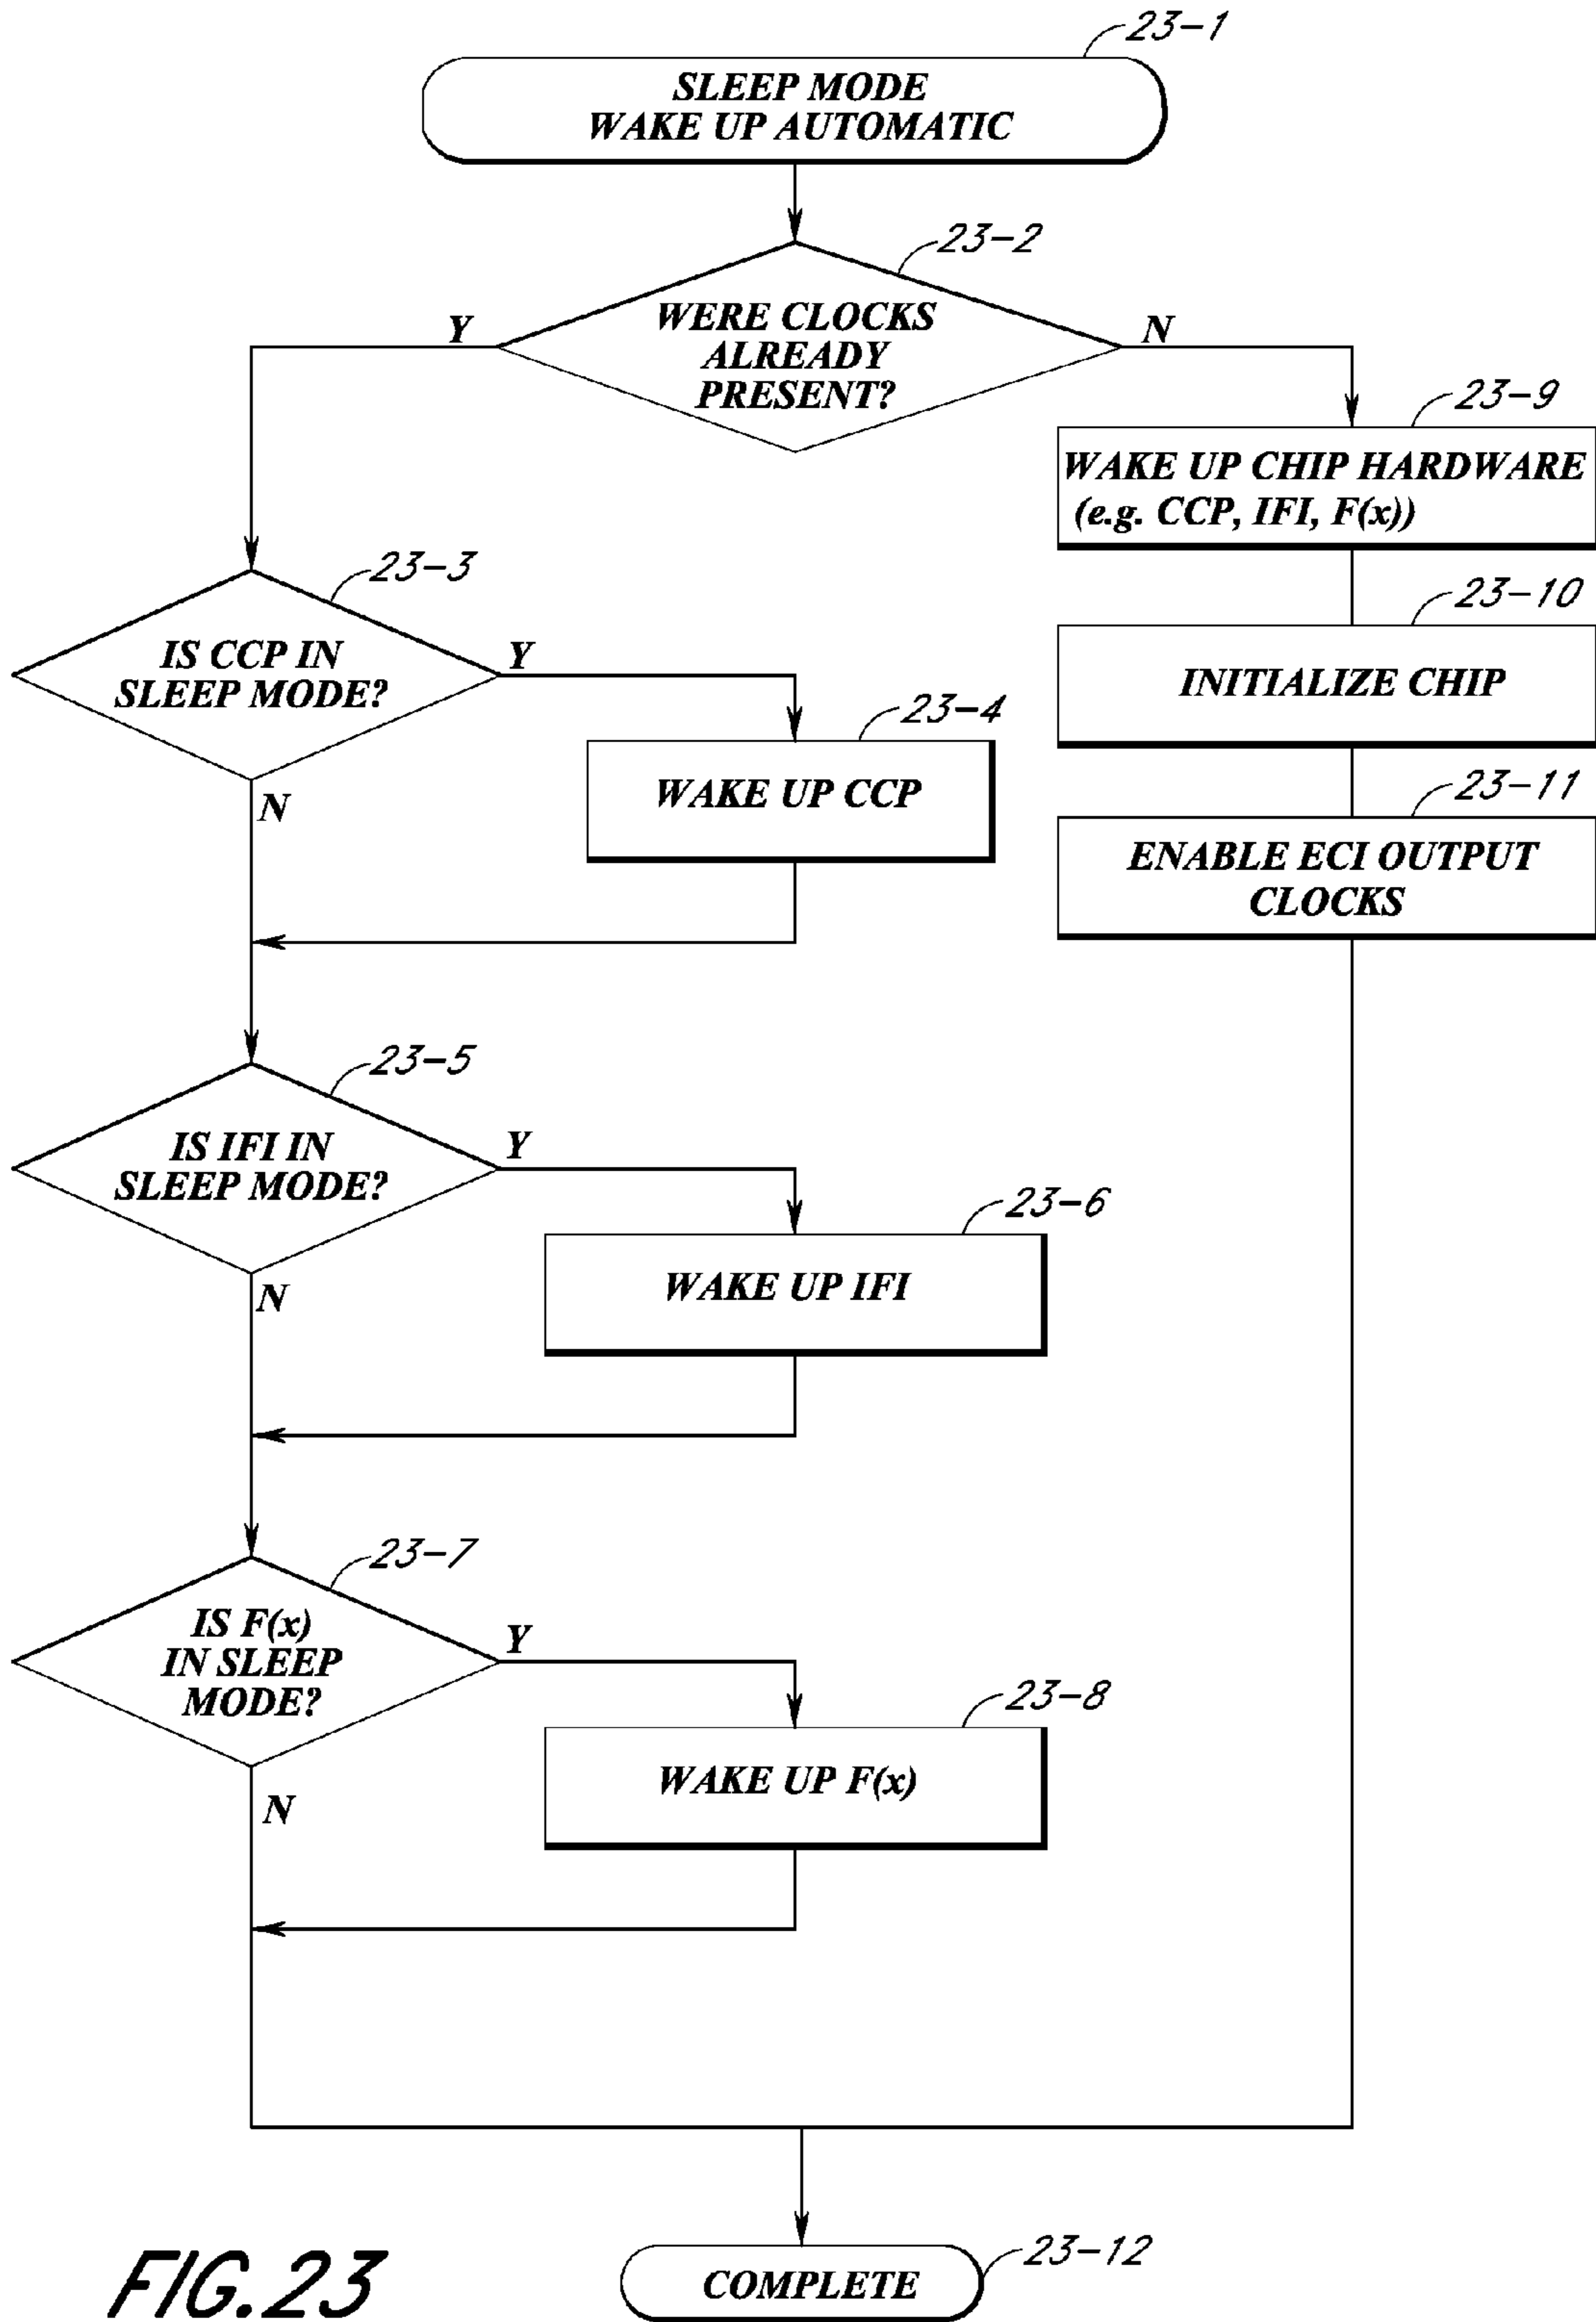 23-1
SLEEP MODE
WAKE UP AUTOMATIC
23-2
WERE CLOCKS
ALREADY
PRESENT?
Y
N
23-9
WAKE UP CHIP HARDWARE
(e.g. CCP, IFI, F(x))
23-3
IS CCP IN
SLEEP MODE?
Y
N
23-10
INITIALIZE CHIP
23-4
WAKE UP CCP
23-11
ENABLE ECI OUTPUT
CLOCKS
23-5
IS IFI IN
SLEEP MODE?
Y
N
23-6
WAKE UP IFI
23-7
IS F(x)
IN SLEEP
MODE?
Y
N
23-8
WAKE UP F(x)
23-12
COMPLETE
FIG.23